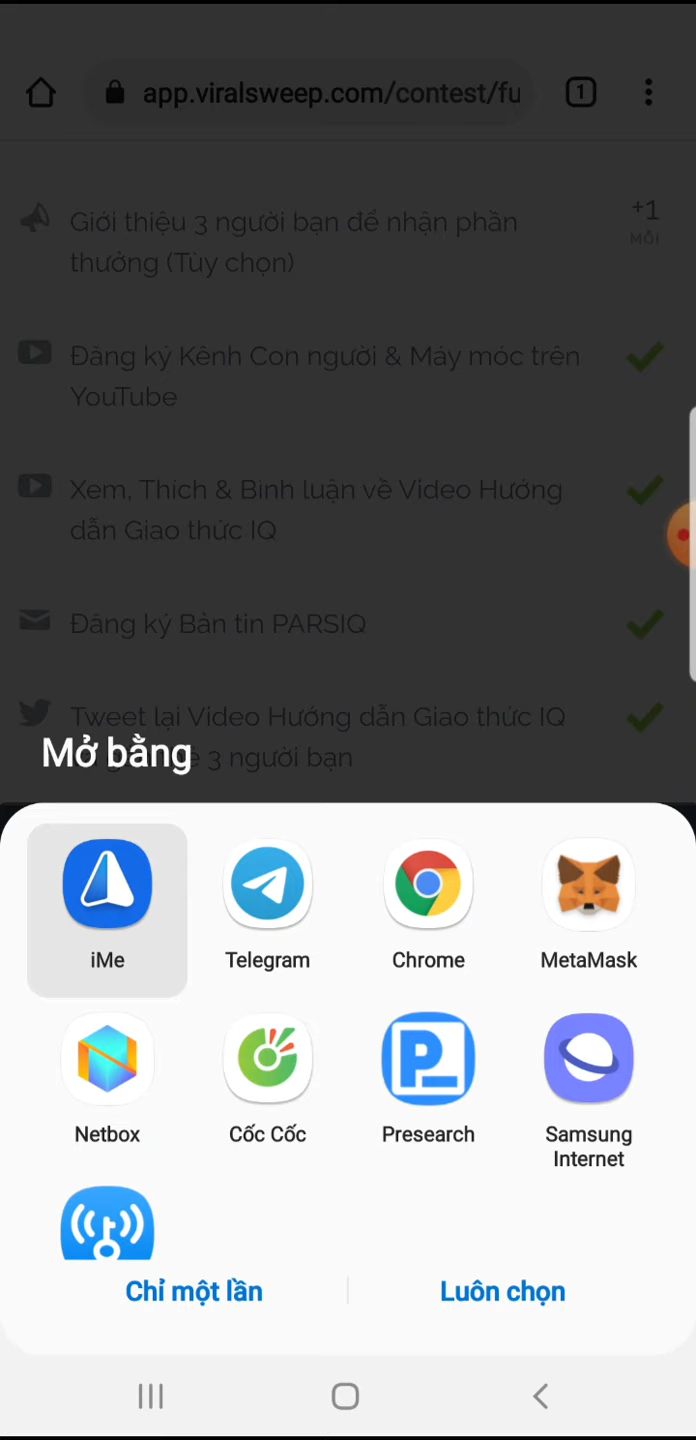 app.viralsweep.com/contest/fu
1
Giới thiệu 3 người bạn để nhận phần
thưởng (Tùy chọn)
+1
MỖI
Đăng ký Kênh Con người & Máy móc trên
YouTube
Xem, Thích & Bình luận về Video Hướng
dẫn Giao thức IQ
Đăng ký Bản tin PARSIQ
Tweet lại Video Hướng dẫn Giao thức IQ
3 người bạn
Mở bằng
iMe
Telegram
Chrome
MetaMask
Netbox
Cốc Cốc
Presearch
Samsung
Internet
Chỉ một lần
Luôn chọn